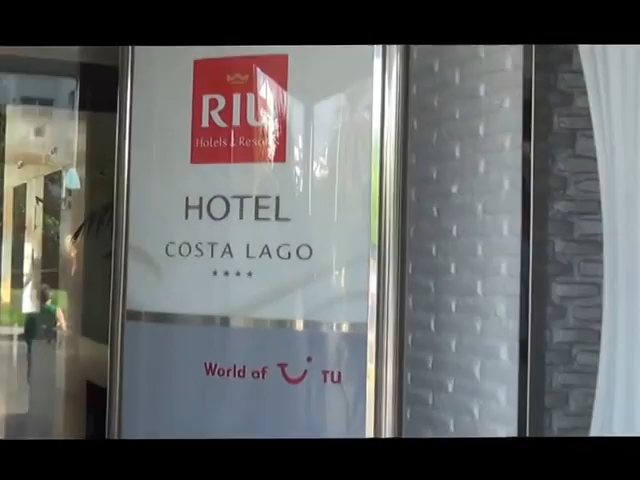 RIU
Hotels & Resorts
HOTEL
COSTA LAGO
★★★★
World of TUI